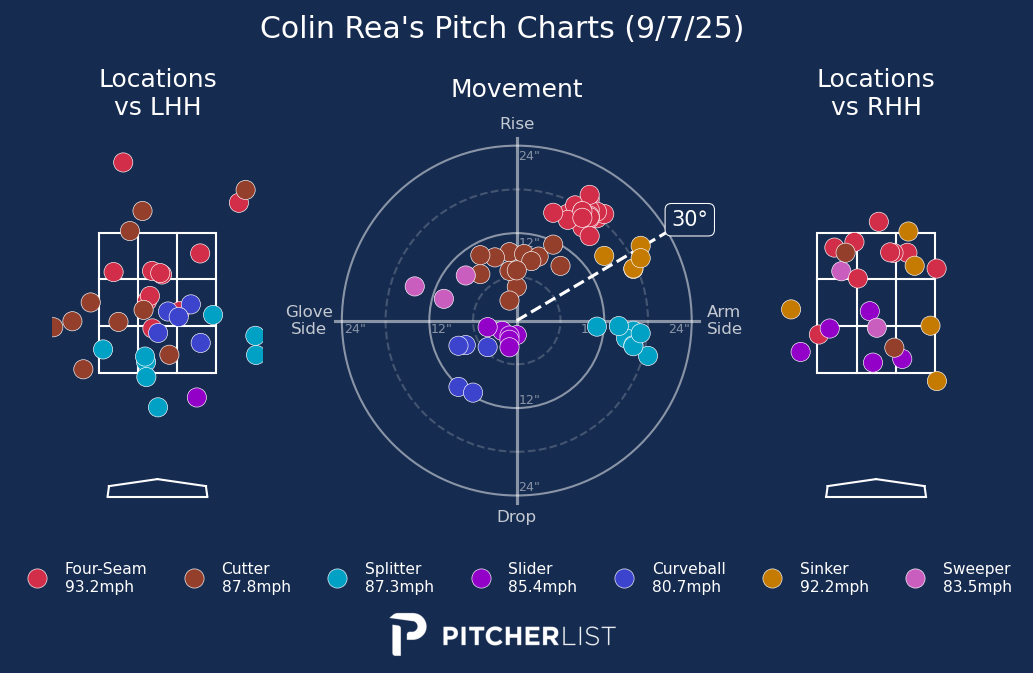 Colin Rea's Pitch Charts (9/7/25)
Locations
vs LHH
Movement
Locations
vs RHH
Rise
24"
30°
12"
Glove
Side
24"
12"
24"
Arm
Side
12"
24"
Drop
Four-Seam
93.2mph
Cutter
87.8mph
Splitter
87.3mph
Slider
85.4mph
Curveball
80.7mph
Sinker
92.2mph
Sweeper
83.5mph
PITCHERLIST